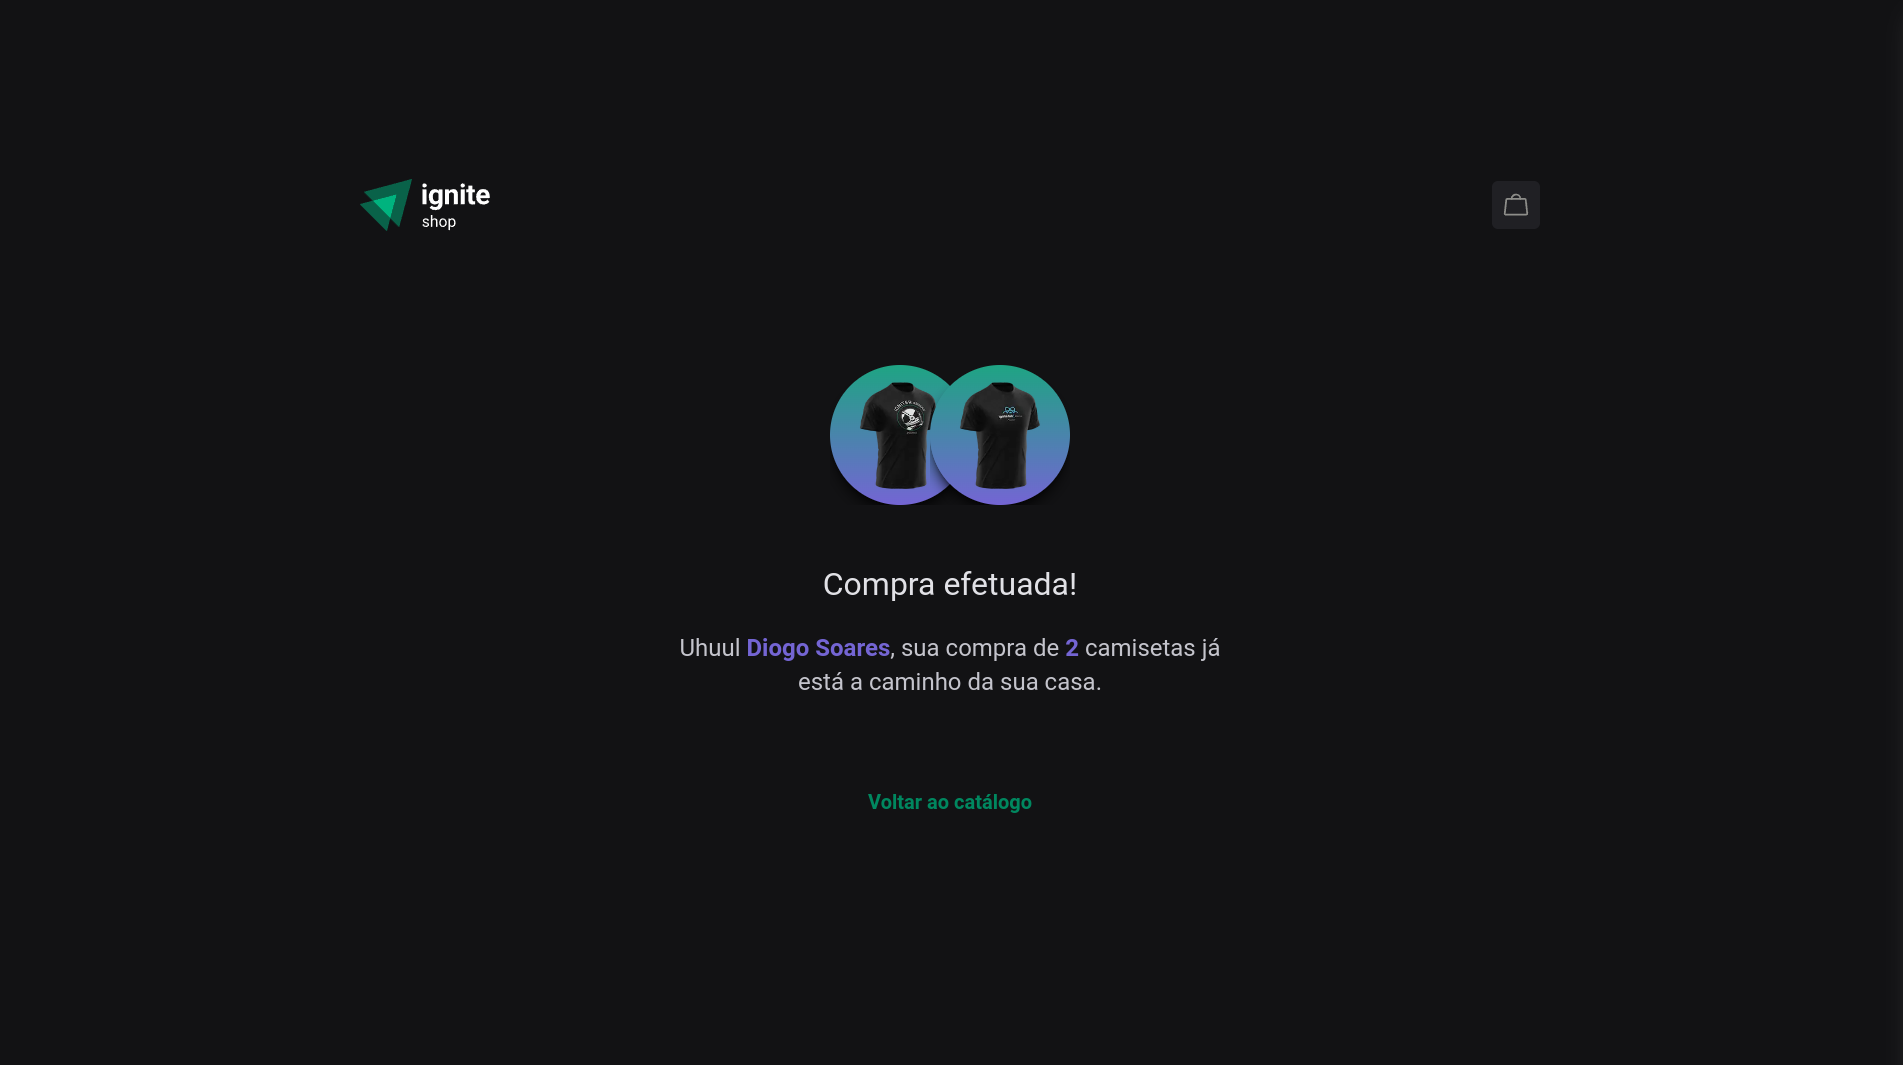 ignite
shop
Compra efetuada!
Uhuul Diogo Soares, sua compra de 2 camisetas já
está a caminho da sua casa.
Voltar ao catálogo